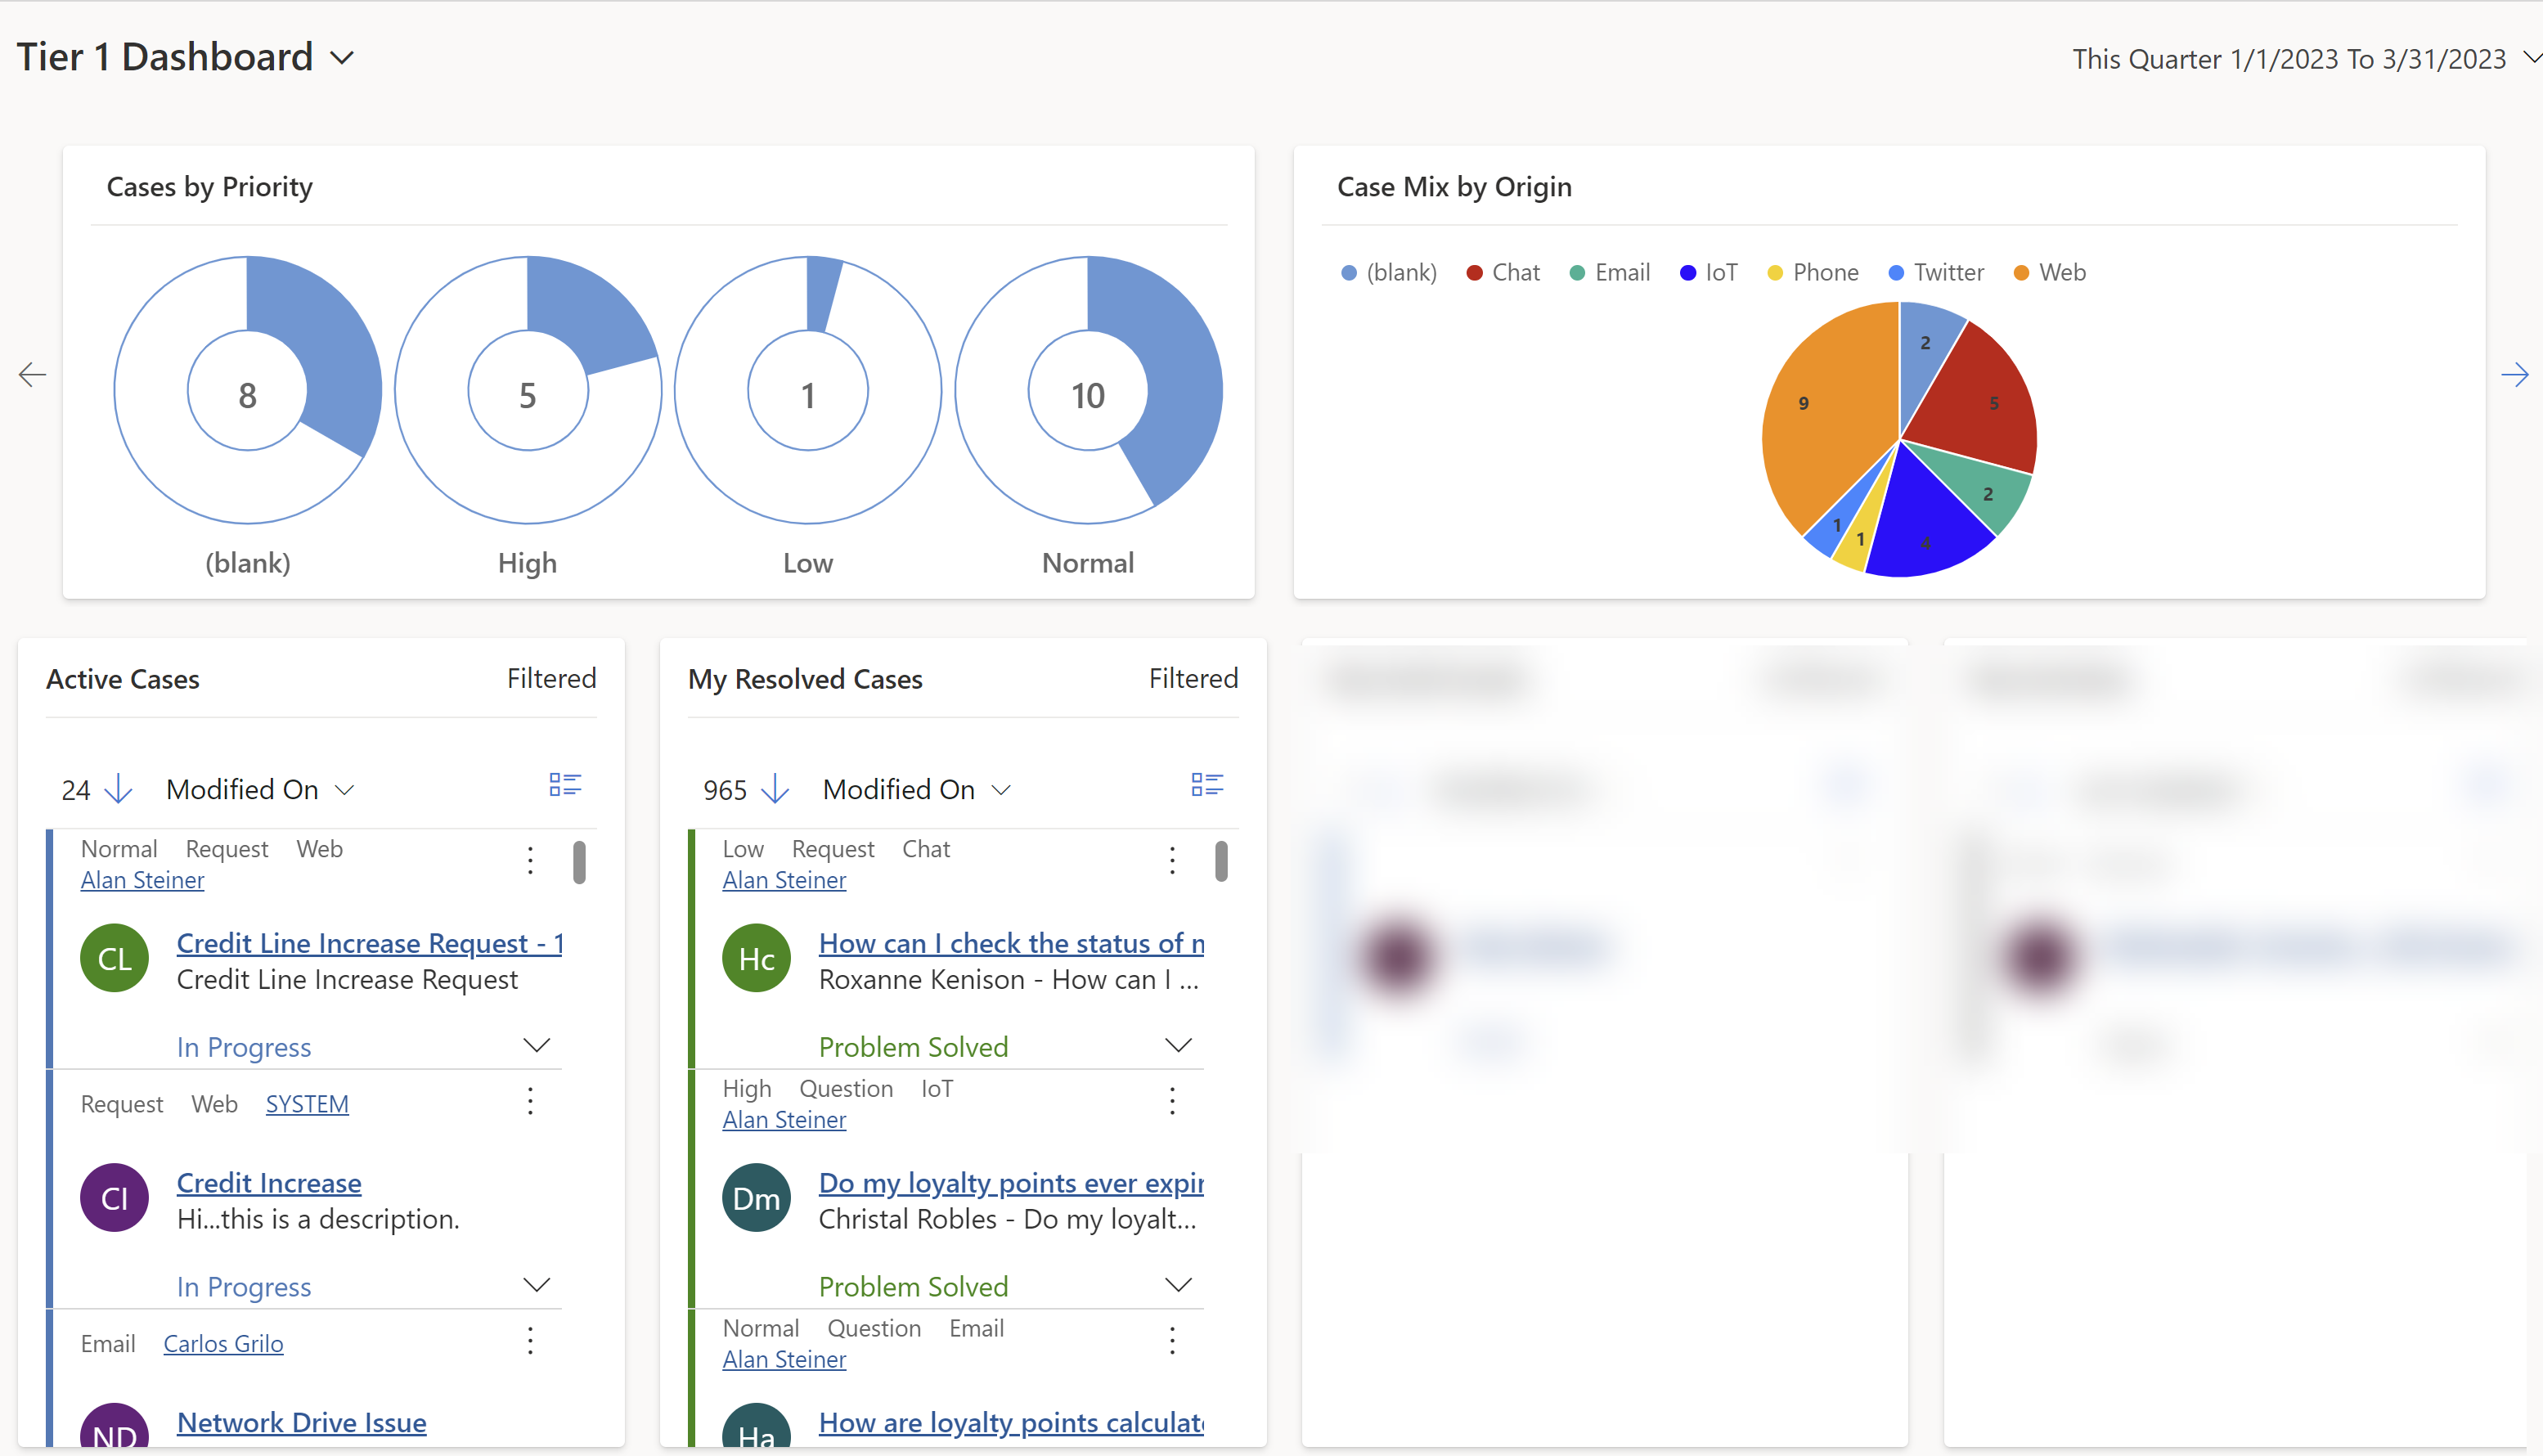 Tier 1 Dashboard
This Quarter 1/1/2023 To 3/31/2023
Cases by Priority
8
5
1
10
(blank)
High
Low
Normal
Case Mix by Origin
(blank) Chat Email IoT Phone Twitter Web
2
5
9
2
1
1
4
Active Cases Filtered
24 Modified On
Normal Request Web
Alan Steiner
CL
Credit Line Increase Request - 1
Credit Line Increase Request
In Progress
Request Web SYSTEM
CI
Credit Increase
Hi...this is a description.
In Progress
Email Carlos Grilo
ND
Network Drive Issue
My Resolved Cases Filtered
965 Modified On
Low Request Chat
Alan Steiner
Hc
How can I check the status of
Roxanne Kenison - How can I ...
Problem Solved
High Question IoT
Alan Steiner
Dm
Do my loyalty points ever expir
Christal Robles - Do my loyalt...
Problem Solved
Normal Question Email
Alan Steiner
Ha
How are loyalty points calculat